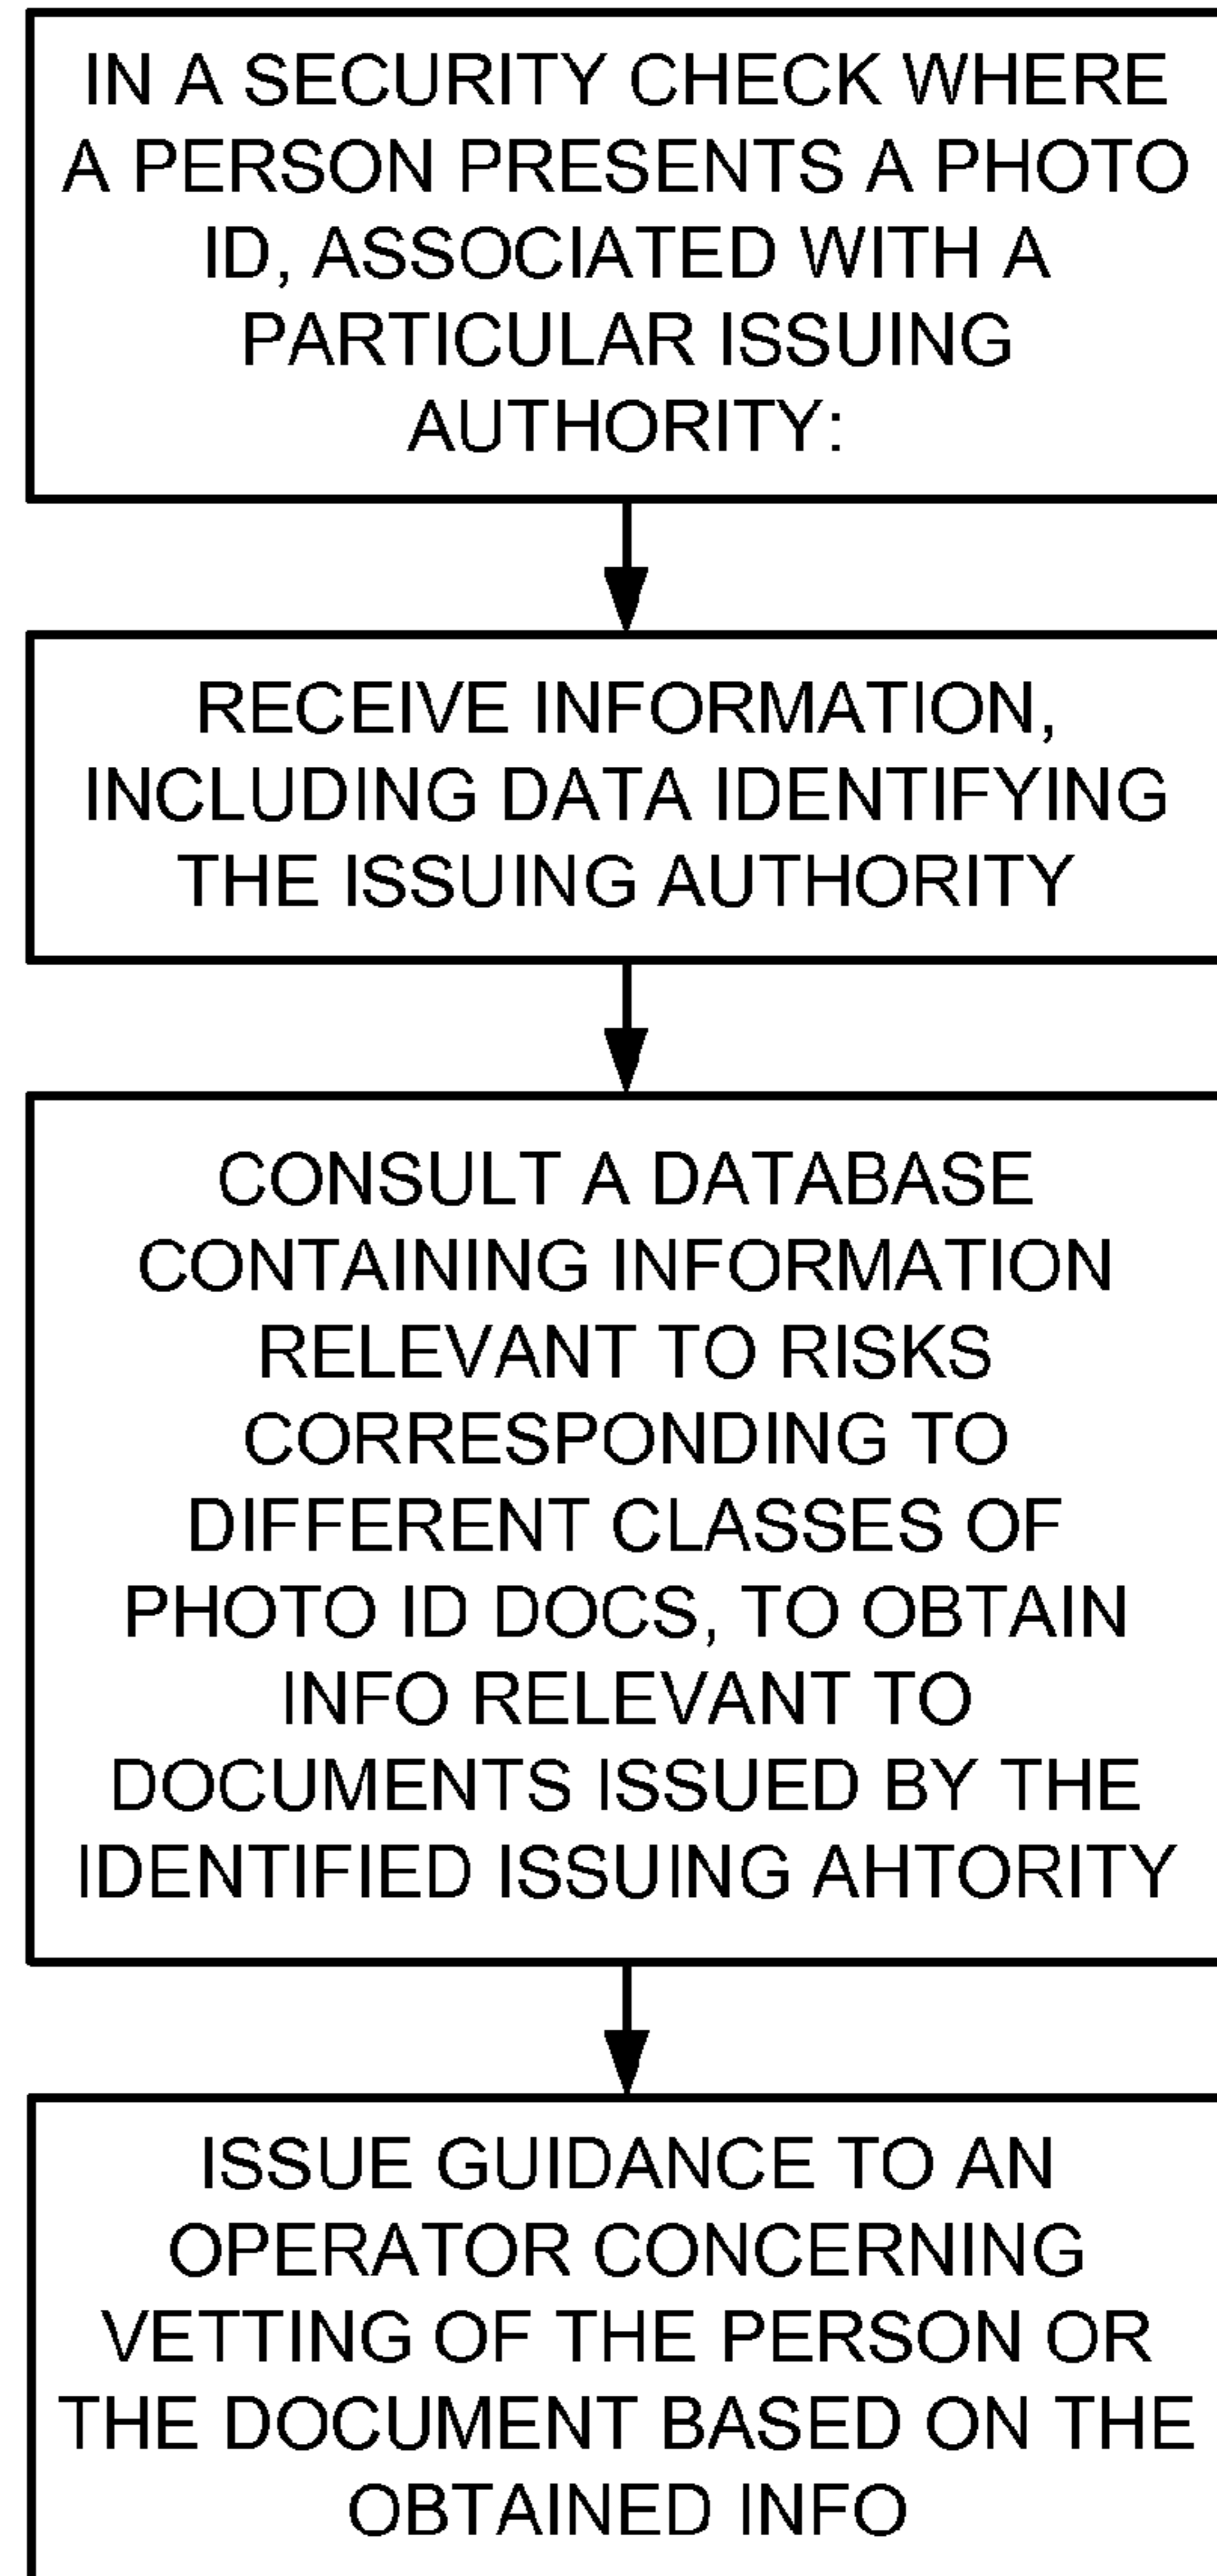 IN A SECURITY CHECK WHERE
A PERSON PRESENTS A PHOTO
ID, ASSOCIATED WITH A
PARTICULAR ISSUING
AUTHORITY:
RECEIVE INFORMATION,
INCLUDING DATA IDENTIFYING
THE ISSUING AUTHORITY
CONSULT A DATABASE
CONTAINING INFORMATION
RELEVANT TO RISKS
CORRESPONDING TO
DIFFERENT CLASSES OF
PHOTO ID DOCS, TO OBTAIN
INFO RELEVANT TO
DOCUMENTS ISSUED BY THE
IDENTIFIED ISSUING AHTORITY
ISSUE GUIDANCE TO AN
OPERATOR CONCERNING
VETTING OF THE PERSON OR
THE DOCUMENT BASED ON THE
OBTAINED INFO